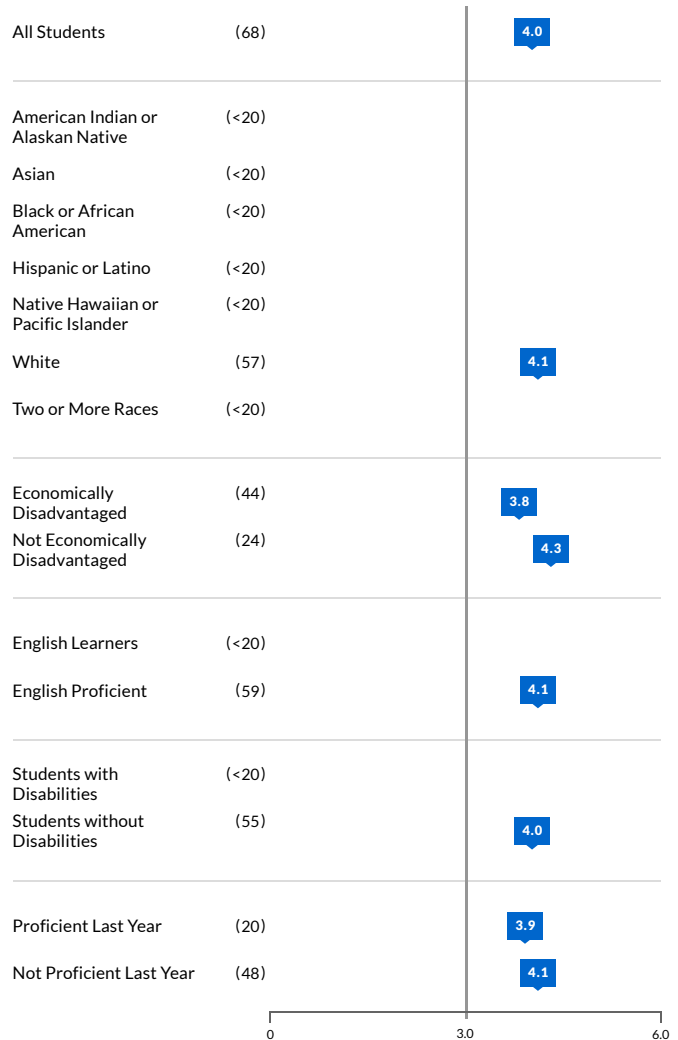 All Students (68) 4.0
American Indian or (<20)
Alaskan Native
Asian (<20)
Black or African (<20)
American
Hispanic or Latino (<20)
Native Hawaiian or (<20)
Pacific Islander
White (57) 4.1
Two or More Races (<20)
Economically (44) 3.8
Disadvantaged
Not Economically (24) 4.3
Disadvantaged
English Learners (<20)
English Proficient (59) 4.1
Students with (<20)
Disabilities
Students without (55) 4.0
Disabilities
Proficient Last Year (20) 3.9
Not Proficient Last Year (48) 4.1
0 3.0 6.0